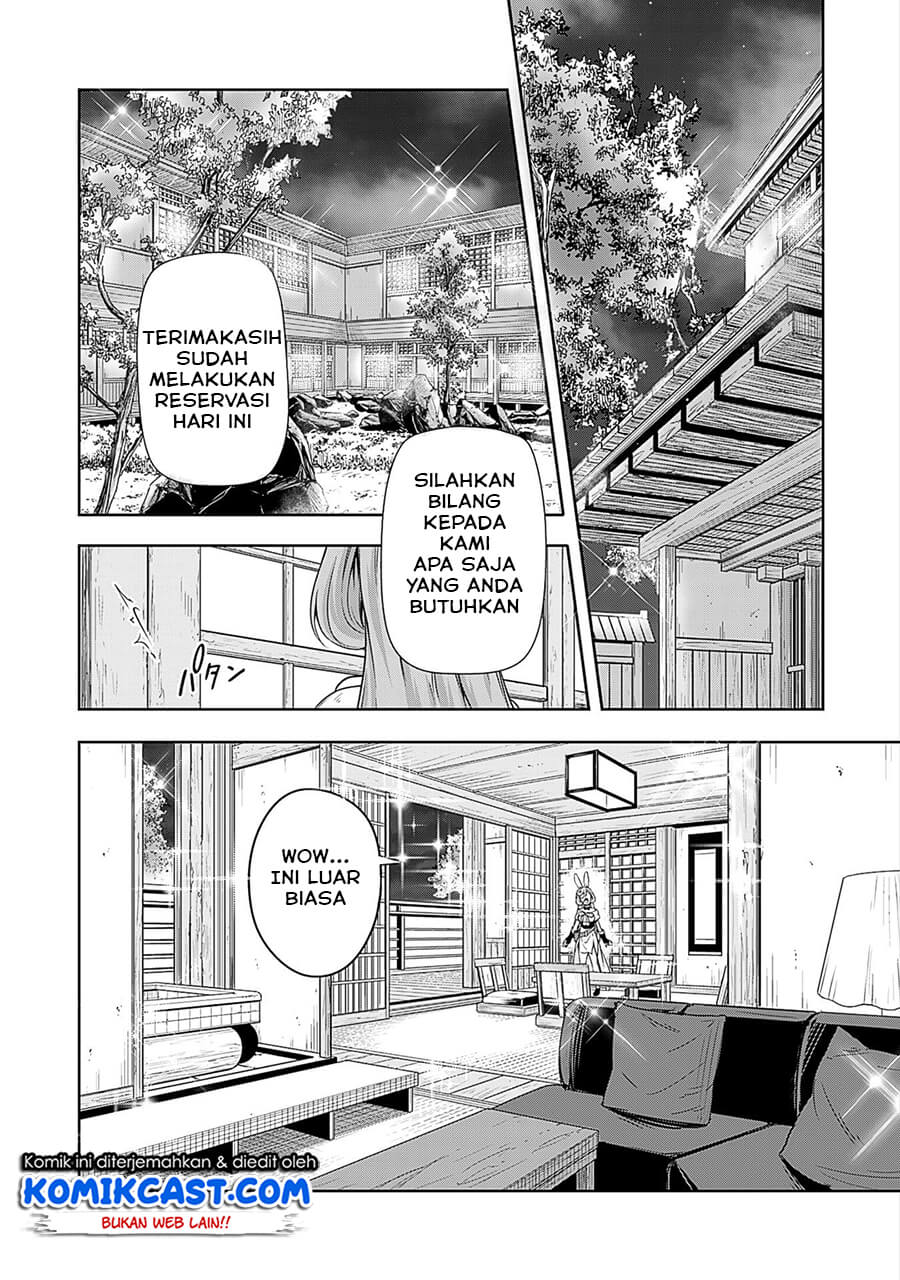 TERIMAKASIH
SUDAH
MELAKUKAN
RESERVASI
HARI INI
SILAHKAN
BILANG
KEPADA
KAMI
APA SAJA
YANG ANDA
BUTUHKAN
パタン
WOW...
INI LUAR
BIASA
Komik ini diterjemahkan & diedit oleh
KOMIKCAST.COM
BUKAN WEB LAIN!!